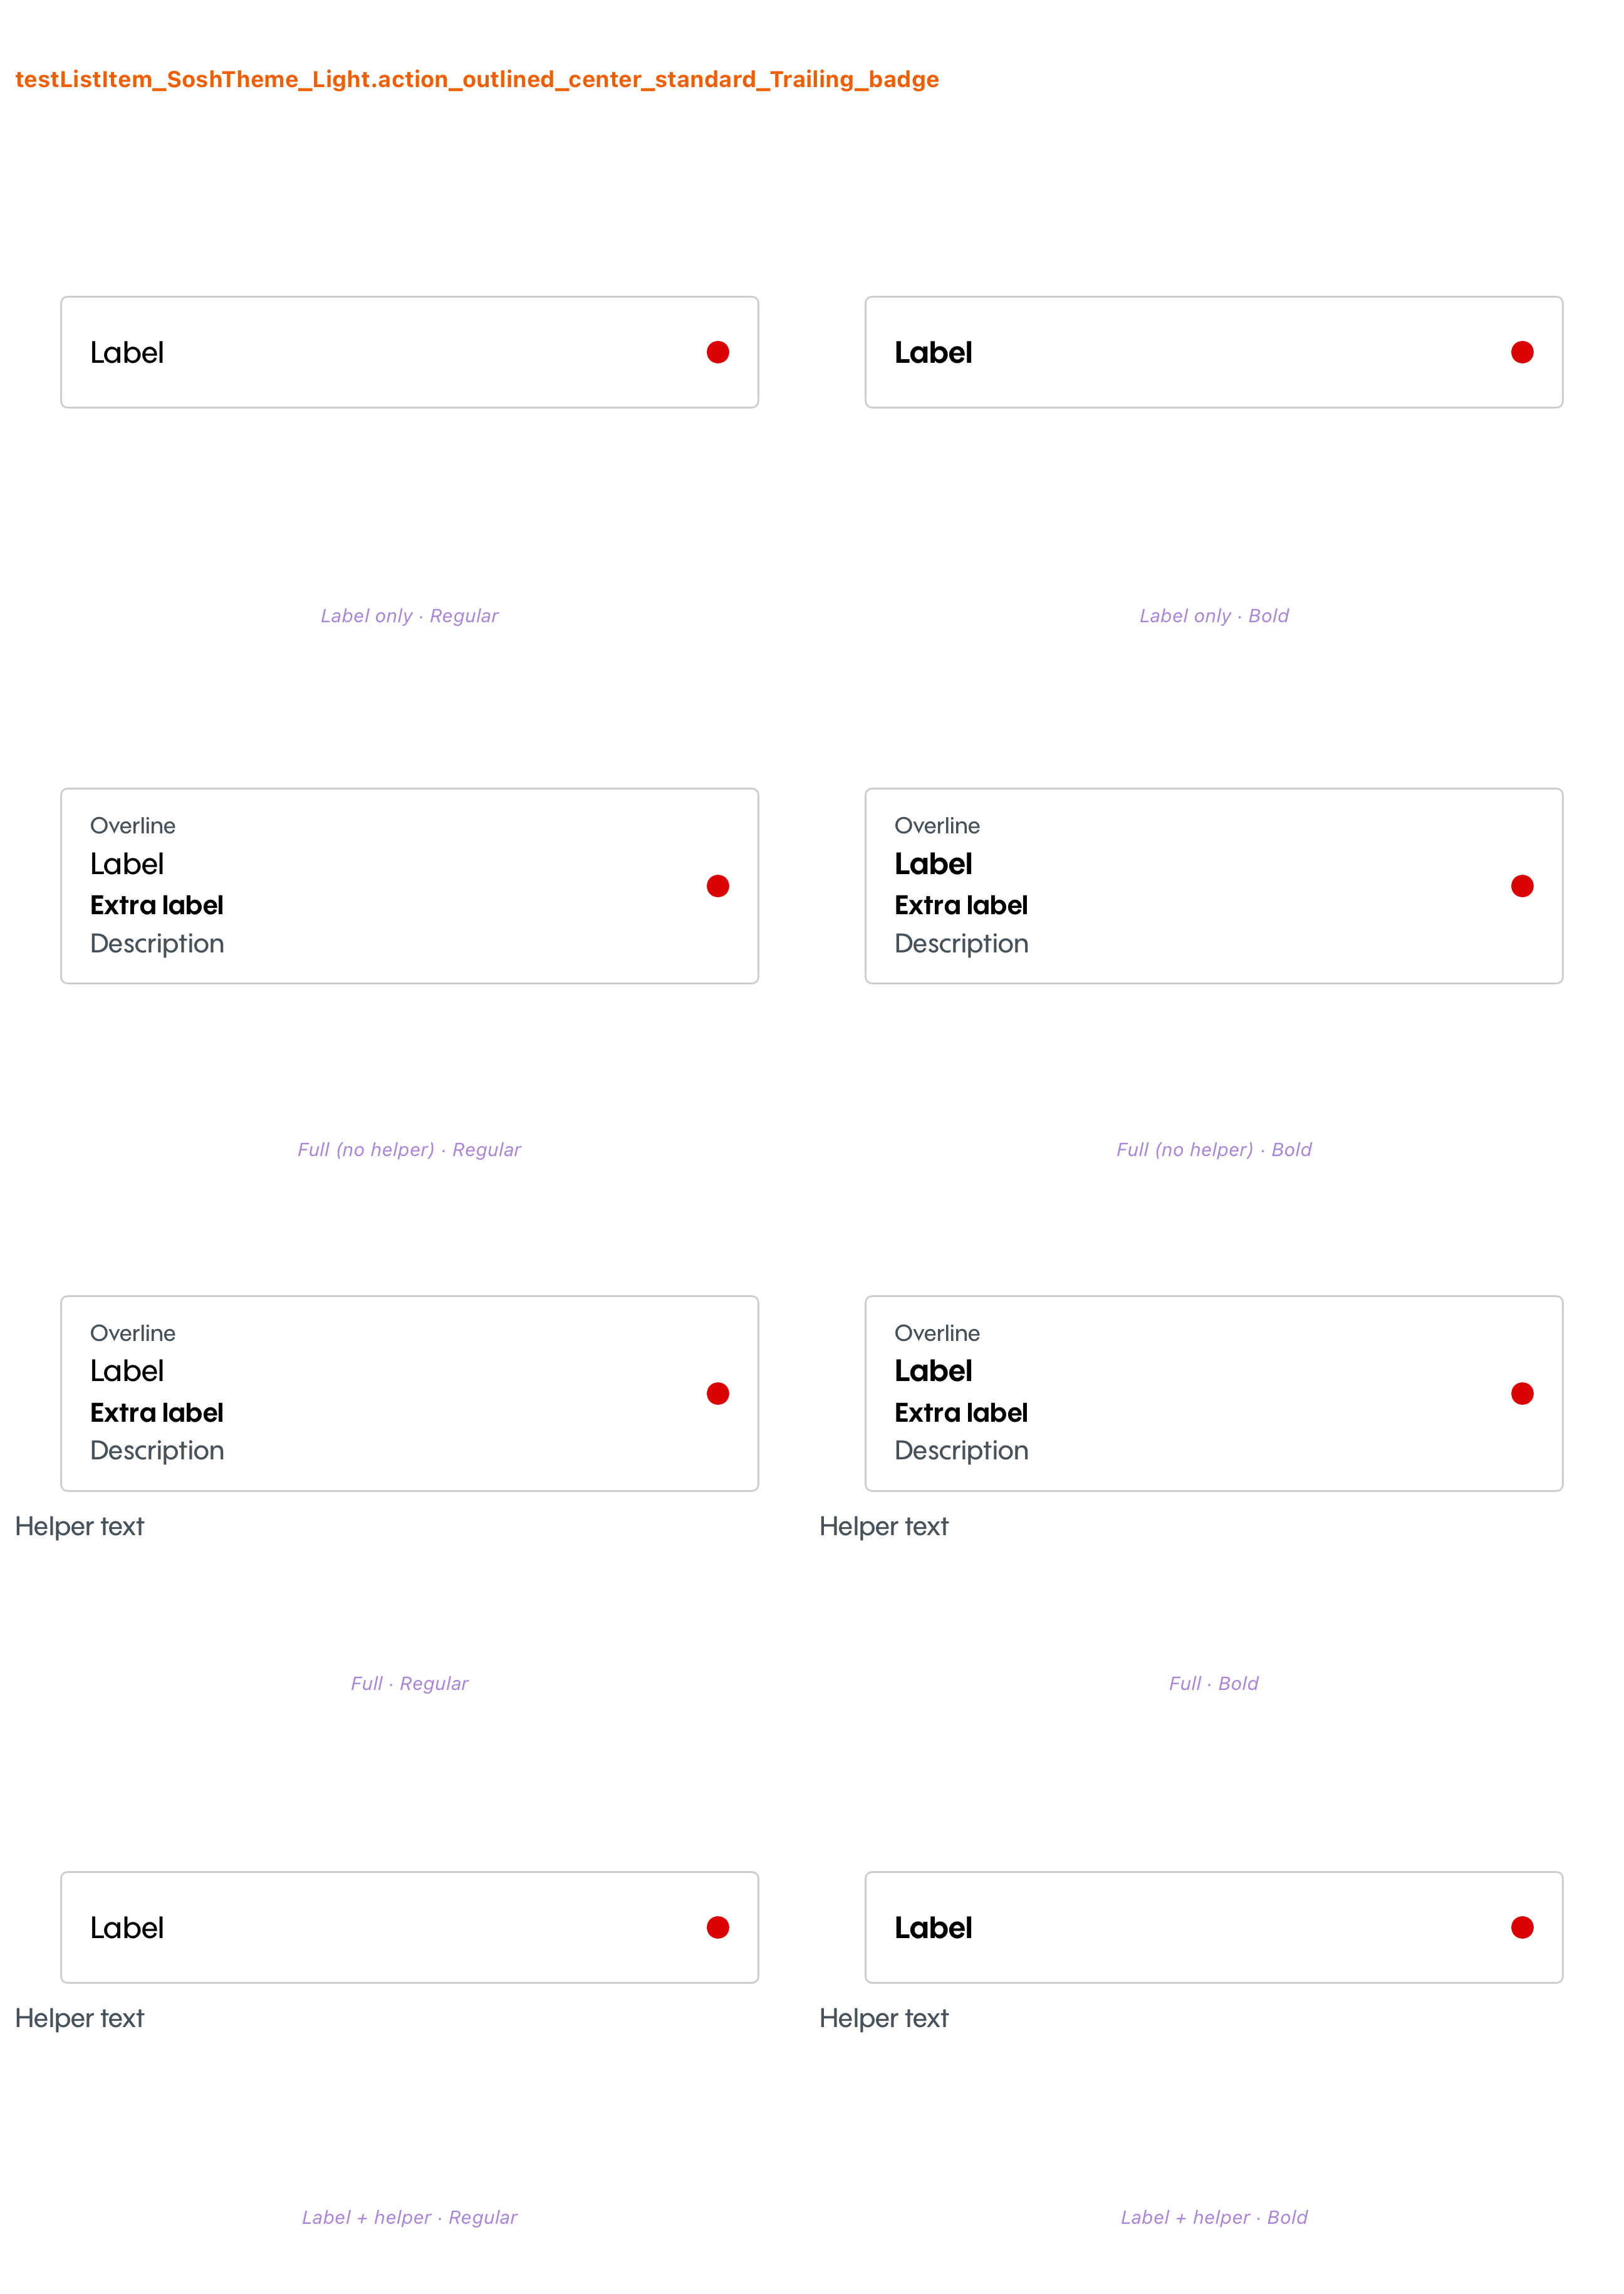 testListItem_SoshTheme_Light.action_outlined_center_standard_Trailing_badge
Label
Label
Label only · Regular
Label only · Bold
Overline
Label
Extra label
Description
Overline
Label
Extra label
Description
Full (no helper) · Regular
Full (no helper) · Bold
Overline
Label
Extra label
Description
Helper text
Overline
Label
Extra label
Description
Helper text
Full · Regular
Full · Bold
Label
Helper text
Label
Helper text
Label + helper · Regular
Label + helper · Bold